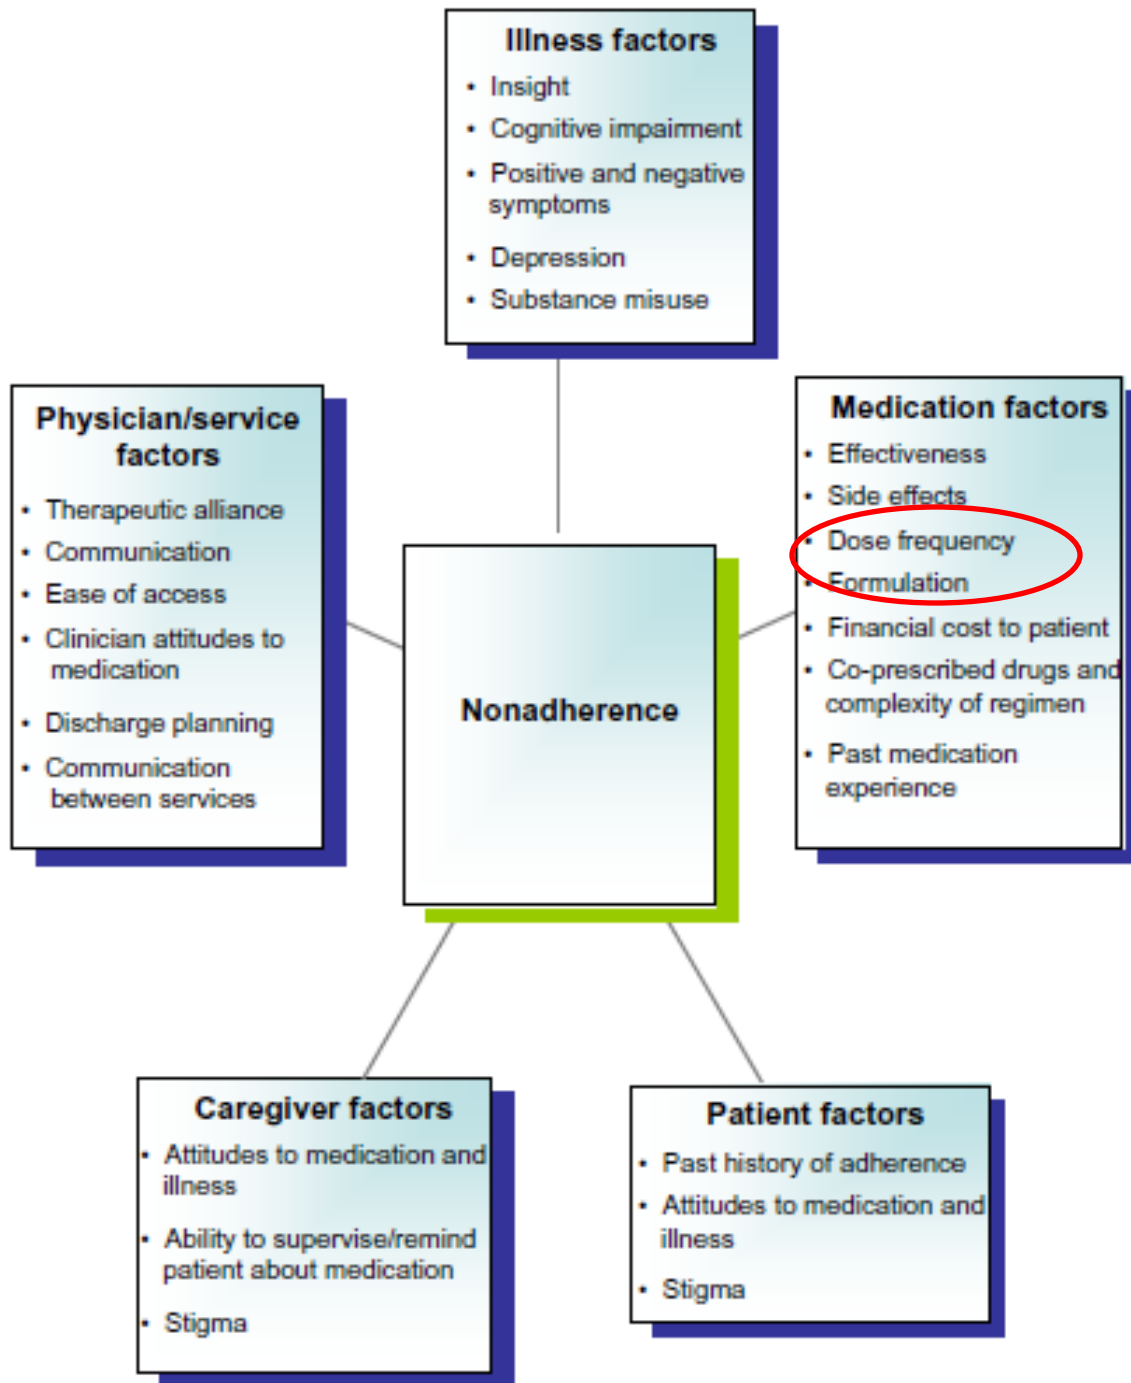 Illness factors
• Insight
• Cognitive impairment
• Positive and negative
symptoms
• Depression
• Substance misuse
Physician/service
factors
• Therapeutic alliance
• Communication
• Ease of access
• Clinician attitudes to
medication
• Discharge planning
• Communication
between services
Nonadherence
Medication factors
• Effectiveness
• Side effects
• Dose frequency
• Formulation
• Financial cost to patient
• Co-prescribed drugs and
complexity of regimen
• Past medication
experience
Caregiver factors
• Attitudes to medication and
illness
• Ability to supervise/remind
patient about medication
• Stigma
Patient factors
• Past history of adherence
• Attitudes to medication and
illness
• Stigma